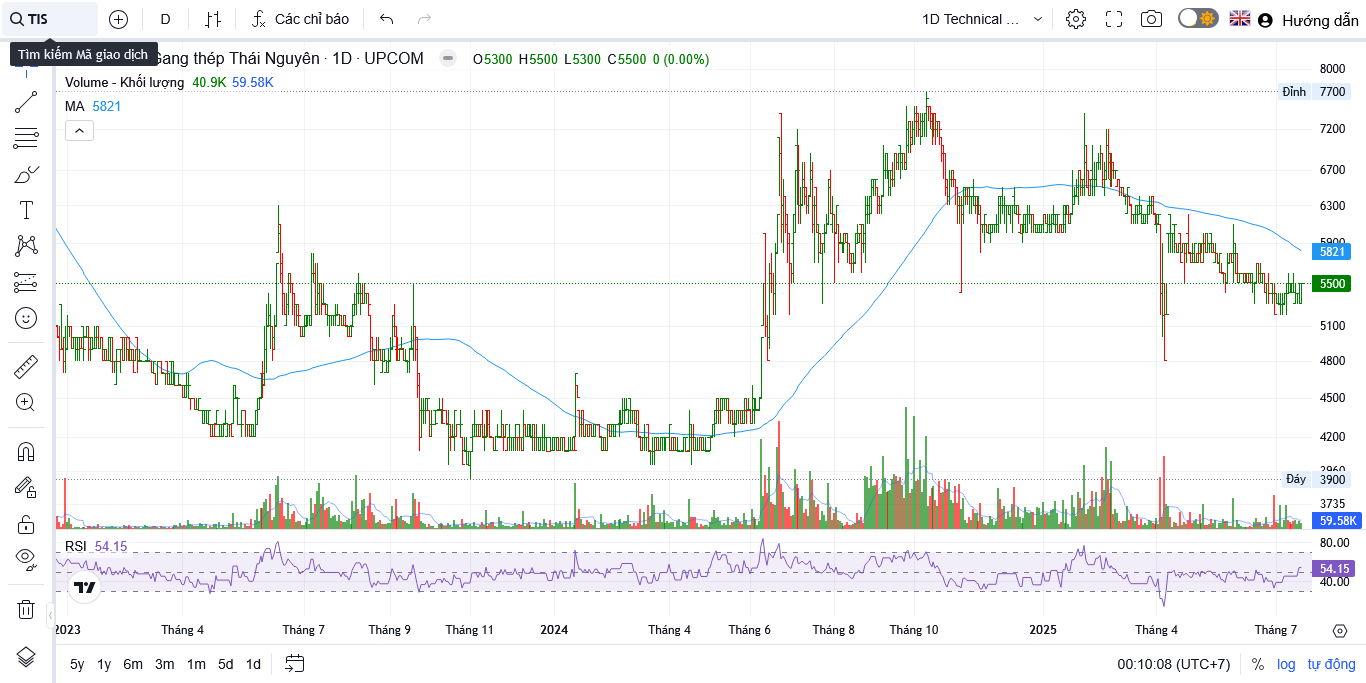 TIS
D
Các chỉ báo
1D Technical ...
Hướng dẫn
Tìm kiếm Mã giao dịch
Gang thép Thái Nguyên · 1D · UPCOM
O5300 H5500 L5300 C5500 0 (0.00%)
Volume - Khối lượng 40.9K 59.58K
MA 5821
8000
Đỉnh 7700
7200
6700
6300
5900
5821
5500
5100
4800
4500
4200
3960
Đáy 3900
3735
59.58K
RSI 54.15
80.00
54.15
40.00
2023 Tháng 4 Tháng 7 Tháng 9 Tháng 11 2024 Tháng 4 Tháng 6 Tháng 8 Tháng 10 2025 Tháng 4 Tháng 7
5y 1y 6m 3m 1m 5d 1d
00:10:08 (UTC+7) % log tự động